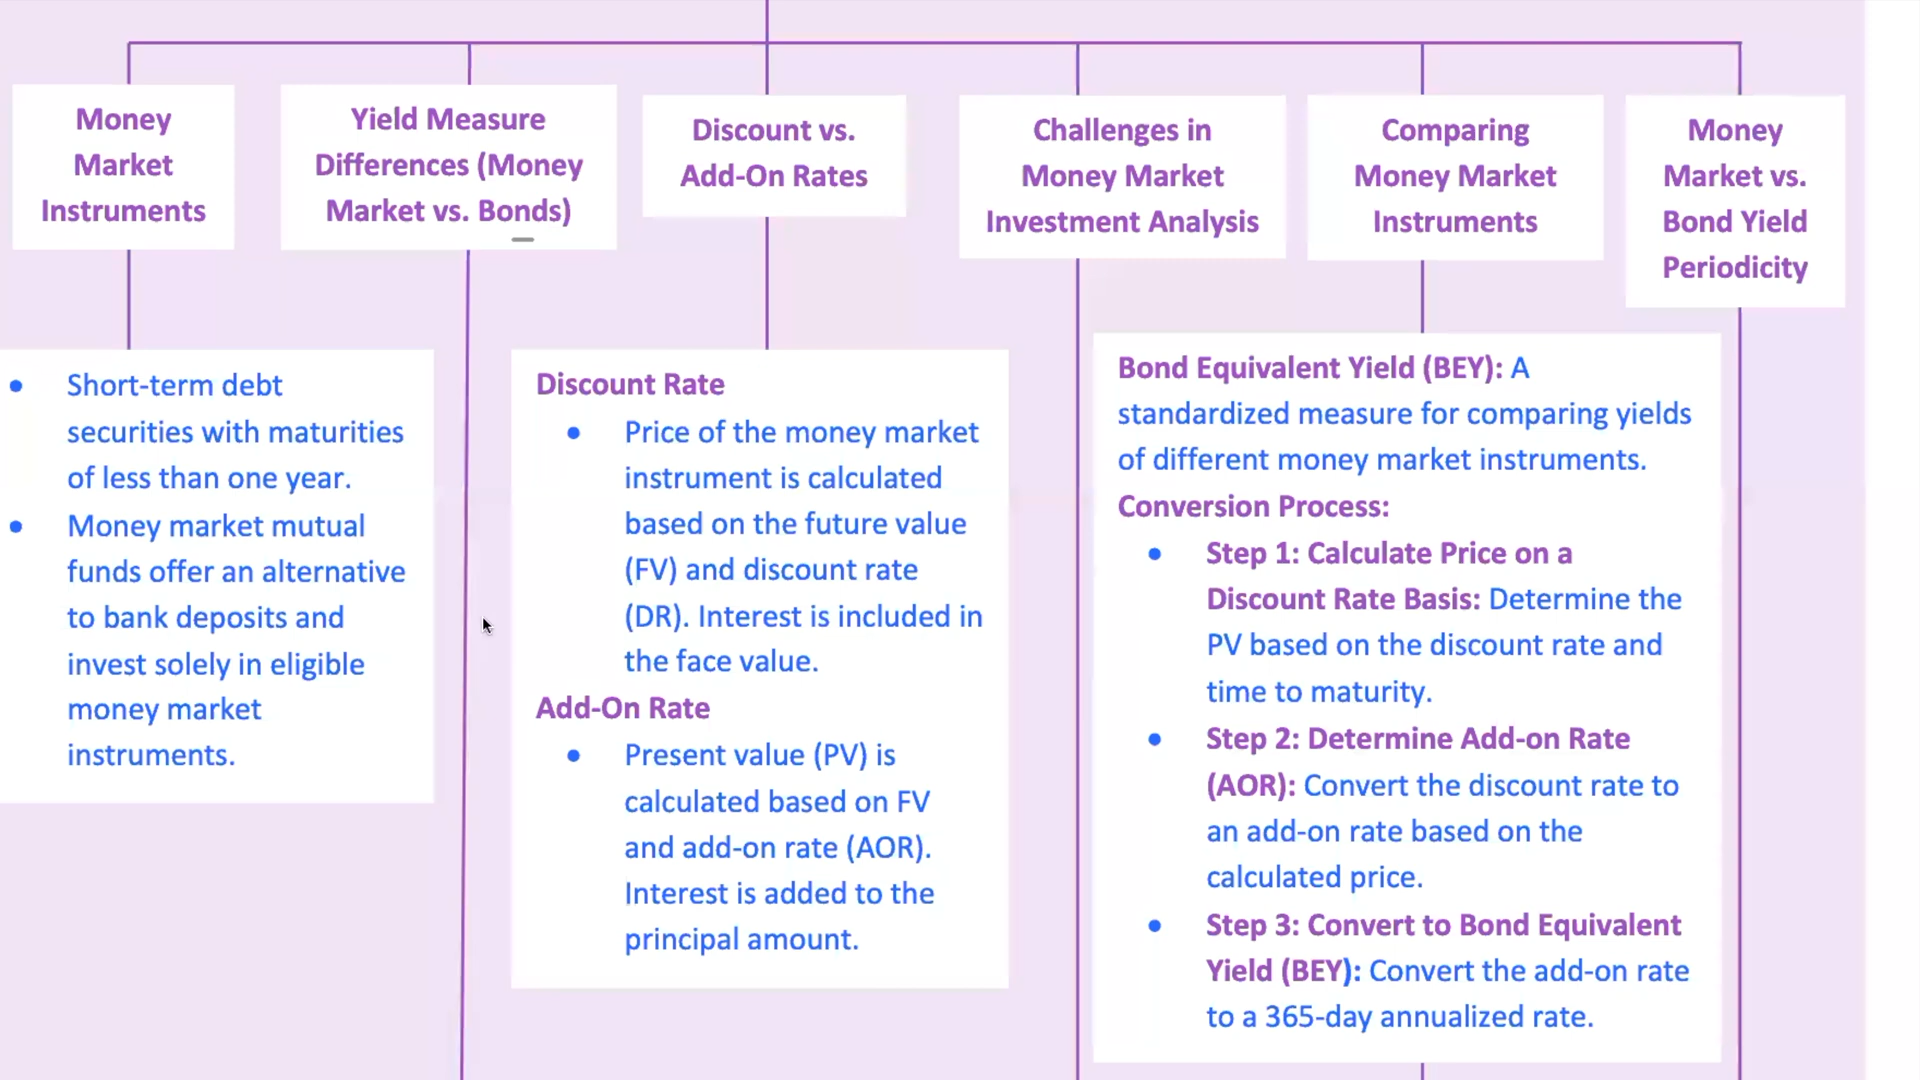 Money
Market
Instruments
Yield Measure
Differences (Money
Market vs. Bonds)
Discount vs.
Add-On Rates
Challenges in
Money Market
Investment Analysis
Comparing
Money Market
Instruments
Money
Market vs.
Bond Yield
Periodicity
• Short-term debt
securities with maturities
of less than one year.
• Money market mutual
funds offer an alternative
to bank deposits and
invest solely in eligible
money market
instruments.
Discount Rate
• Price of the money market
instrument is calculated
based on the future value
(FV) and discount rate
(DR). Interest is included in
the face value.
Add-On Rate
• Present value (PV) is
calculated based on FV
and add-on rate (AOR).
Interest is added to the
principal amount.
Bond Equivalent Yield (BEY): A
standardized measure for comparing yields
of different money market instruments.
Conversion Process:
• Step 1: Calculate Price on a
Discount Rate Basis: Determine the
PV based on the discount rate and
time to maturity.
• Step 2: Determine Add-on Rate
(AOR): Convert the discount rate to
an add-on rate based on the
calculated price.
• Step 3: Convert to Bond Equivalent
Yield (BEY): Convert the add-on rate
to a 365-day annualized rate.